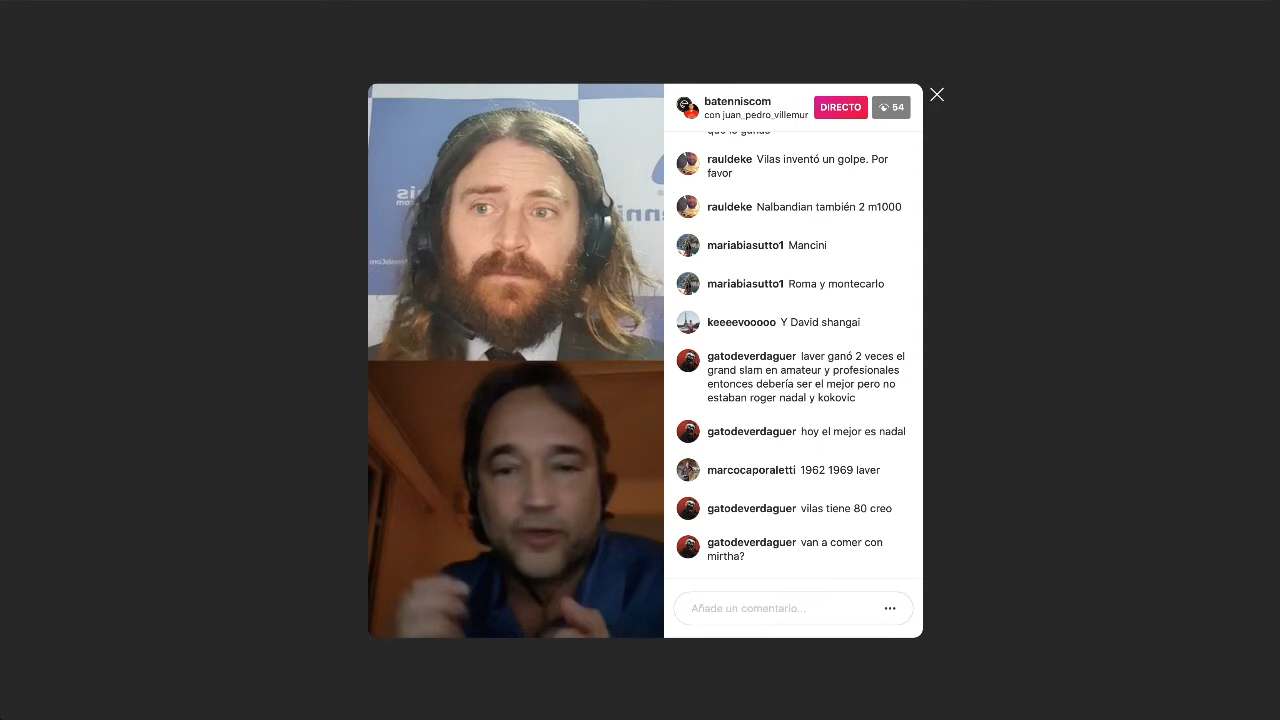 batenniscom
con juan_pedro_villemur
DIRECTO
54
que lo ganas
rauldeke Vilas inventó un golpe. Por
favor
rauldeke Nalbandian también 2 m1000
mariabiasutto1 Mancini
mariabiasutto1 Roma y montecarlo
keeeevooooo Y David shangai
gatodeverdaguer laver ganó 2 veces el
grand slam en amateur y profesionales
entonces debería ser el mejor pero no
estaban roger nadal y kokovic
gatodeverdaguer hoy el mejor es nadal
marcocaporaletti 1962 1969 laver
gatodeverdaguer vilas tiene 80 creo
gatodeverdaguer van a comer con
mirtha?
Añade un comentario...